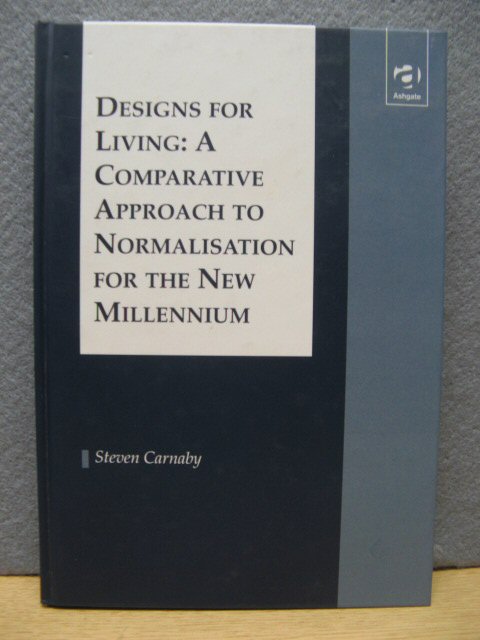 Ashgate
DESIGNS FOR
LIVING: A
COMPARATIVE
APPROACH TO
NORMALISATION
FOR THE NEW
MILLENNIUM
Steven Carnaby